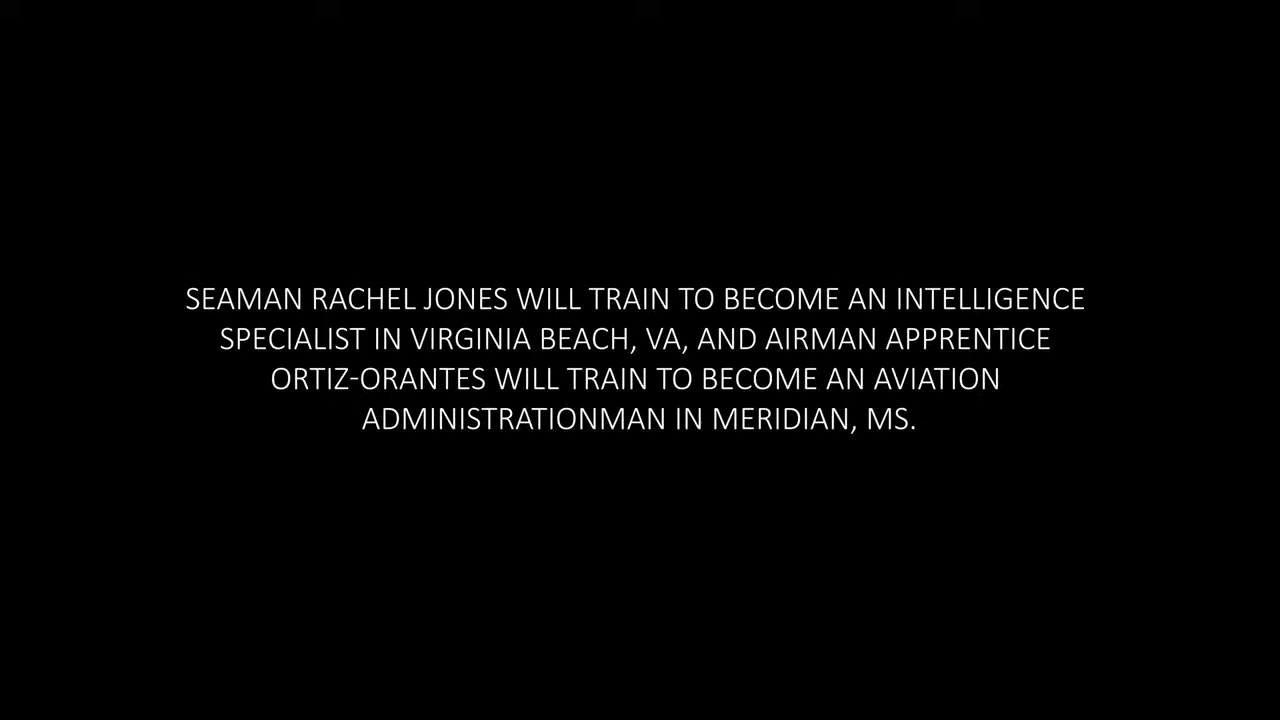 SEAMAN RACHEL JONES WILL TRAIN TO BECOME AN INTELLIGENCE
SPECIALIST IN VIRGINIA BEACH, VA, AND AIRMAN APPRENTICE
ORTIZ-ORANTES WILL TRAIN TO BECOME AN AVIATION
ADMINISTRATIONMAN IN MERIDIAN, MS.